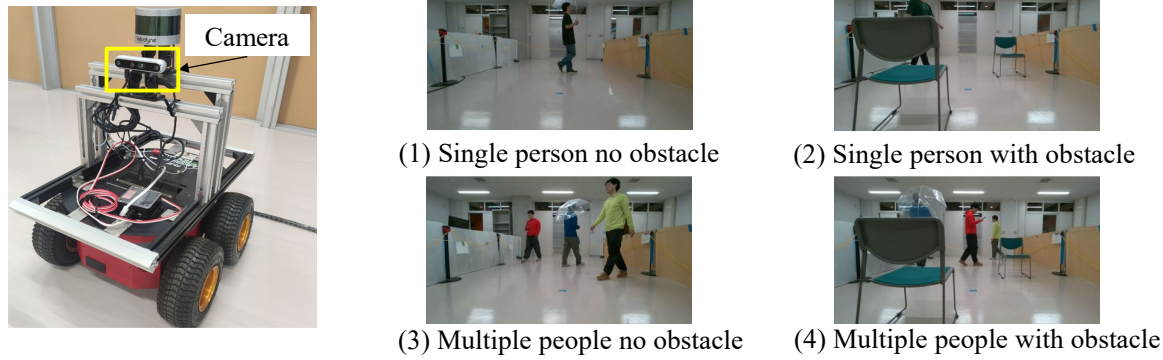 Camera
Velodyne
(1) Single person no obstacle
(2) Single person with obstacle
(3) Multiple people no obstacle
(4) Multiple people with obstacle